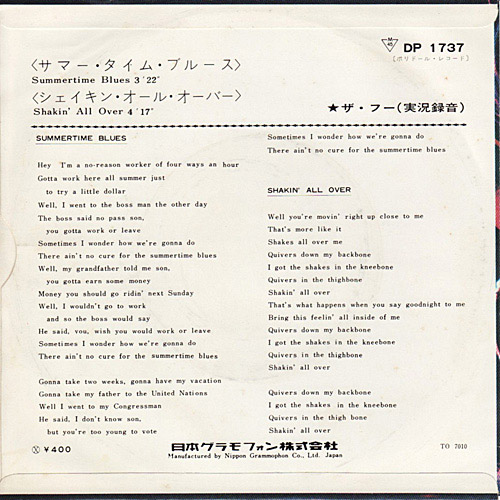 M 45
DP 1737
〔ポリドール・レコード〕
〈サマー・タイム・ブルース〉
Summertime Blues 3´22″
〈シェイキン・オール・オーバー〉
Shakin' All Over 4´17″
★ザ・フー(実況録音)
SUMMERTIME BLUES
Hey I'm a no-reason worker of four ways an hour
Gotta work here all summer just
to try a little dollar
Well, I went to the boss man the other day
The boss said no pass son,
you gotta work or leave
Sometimes I wonder how we're gonna do
There ain't no cure for the summertime blues
Well, my grandfather told me son,
you gotta earn some money
Money you should go ridin' next Sunday
Well, I wouldn't go to work
and so the boss would say
He said, you, wish you would work or leave
Sometimes I wonder how we're gonna do
There ain't no cure for the summertime blues
Gonna take two weeks, gonna have my vacation
Gonna take my father to the United Nations
Well I went to my Congressman
He said, I don't know son,
but you're too young to vote
Sometimes I wonder how we're gonna do
There ain't no cure for the summertime blues
SHAKIN' ALL OVER
Well you're movin' right up close to me
That's more like it
Shakes all over me
Quivers down my backbone
I got the shakes in the kneebone
Quivers in the thighbone
Shakin' all over
That's what happens when you say goodnight to me
Bring this feelin' all inside of me
Quivers down my backbone
I got the shakes in the kneebone
Quivers in the thighbone
Shakin' all over
Quivers down my backbone
I got the shakes in the kneebone
Quivers in the thigh bone
Shakin' all over
Ⓧ ¥400
日本グラモフォン株式会社
Manufactured by Nippon Grammophon Co., Ltd. Japan
TO 7010